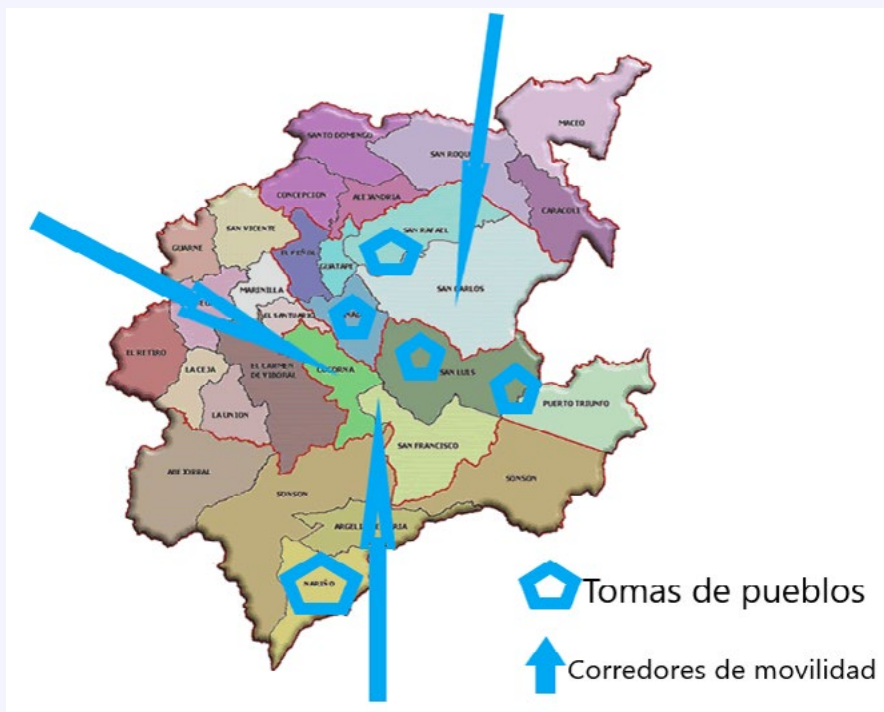 MACEO
SANTO DOMINGO
SAN ROQU
CONCEPCION
ALEJANDRIA
CARACOLI
SAN VICENTE
SAN RAFAEL
GUARNE
EL PEÑOL
GUATAPE
SAN CARLOS
MARINILLA
EL SANTUARIO
EL RETIRO
LA CEJA
EL CARMEN
DE VIBORAL
COCORNA
SAN LUIS
PUERTO TRIUNFO
LA UNION
SAN FRANCISCO
ABEJORRAL
SONSON
SONSON
NARIÑO
Tomas de pueblos
Corredores de movilidad